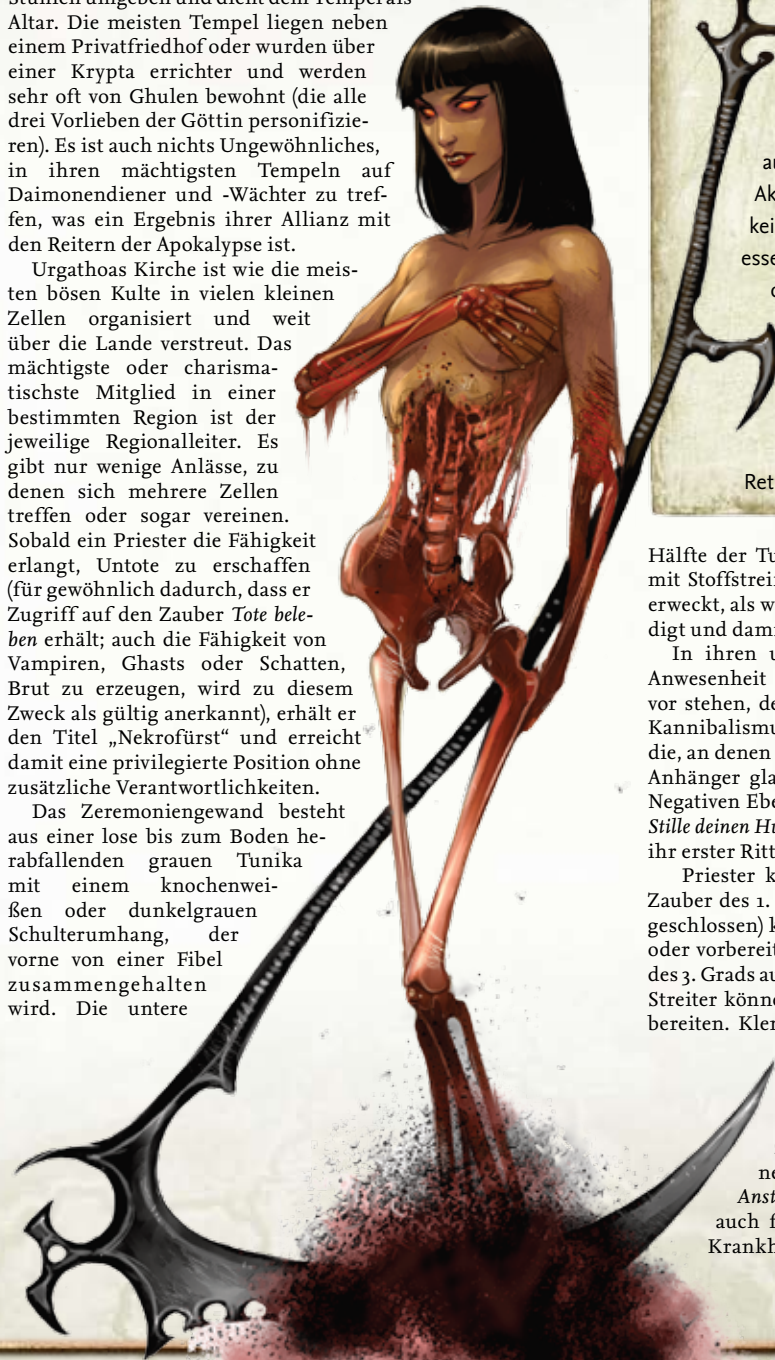 Altar. Die meisten Tempel liegen neben
einem Privatfriedhof oder wurden über
einer Krypta errichter und werden
sehr oft von Ghulen bewohnt (die alle
drei Vorlieben der Göttin personifizie-
ren). Es ist auch nichts Ungewöhnliches,
in ihren mächtigsten Tempeln auf
Daimonendiener und -Wächter zu tref-
fen, was ein Ergebnis ihrer Allianz mit
den Reitern der Apokalypse ist.
Urgathoas Kirche ist wie die meis-
ten bösen Kulte in vielen kleinen
Zellen organisiert und weit
über die Lande verstreut. Das
mächtigste oder charisma-
tischste Mitglied in einer
bestimmten Region ist der
jeweilige Regionalleiter. Es
gibt nur wenige Anlässe, zu
denen sich mehrere Zellen
treffen oder sogar vereinen.
Sobald ein Priester die Fähigkeit
erlangt, Untote zu erschaffen
(für gewöhnlich dadurch, dass er
Zugriff auf den Zauber Tote bele-
ben erhält; auch die Fähigkeit von
Vampiren, Ghasts oder Schatten,
Brut zu erzeugen, wird zu diesem
Zweck als gültig anerkannt), erhält er
den Titel „Nekrofürst“ und erreicht
damit eine privilegierte Position ohne
zusätzliche Verantwortlichkeiten.
Das Zeremoniengewand besteht
aus einer lose bis zum Boden he-
rabfallenden grauen Tunika
mit einem knochenwei-
ßen oder dunkelgrauen
Schulterumhang, der
vorne von einer Fibel
zusammengehalten
wird. Die untere
au
Ak
kei
esse
Ret
Hälfte der Tu
mit Stoffstrei
erweckt, als w
digt und dami
In ihren u
Anwesenheit
vor stehen, de
Kannibalismu
die, an denen
Anhänger gla
Negativen Ebe
Stille deinen Hu
ihr erster Ritt
Priester k
Zauber des 1.
geschlossen) k
oder vorbereit
des 3. Grads au
Streiter könne
bereiten. Kler
ne
Anst
auch f
Krankh